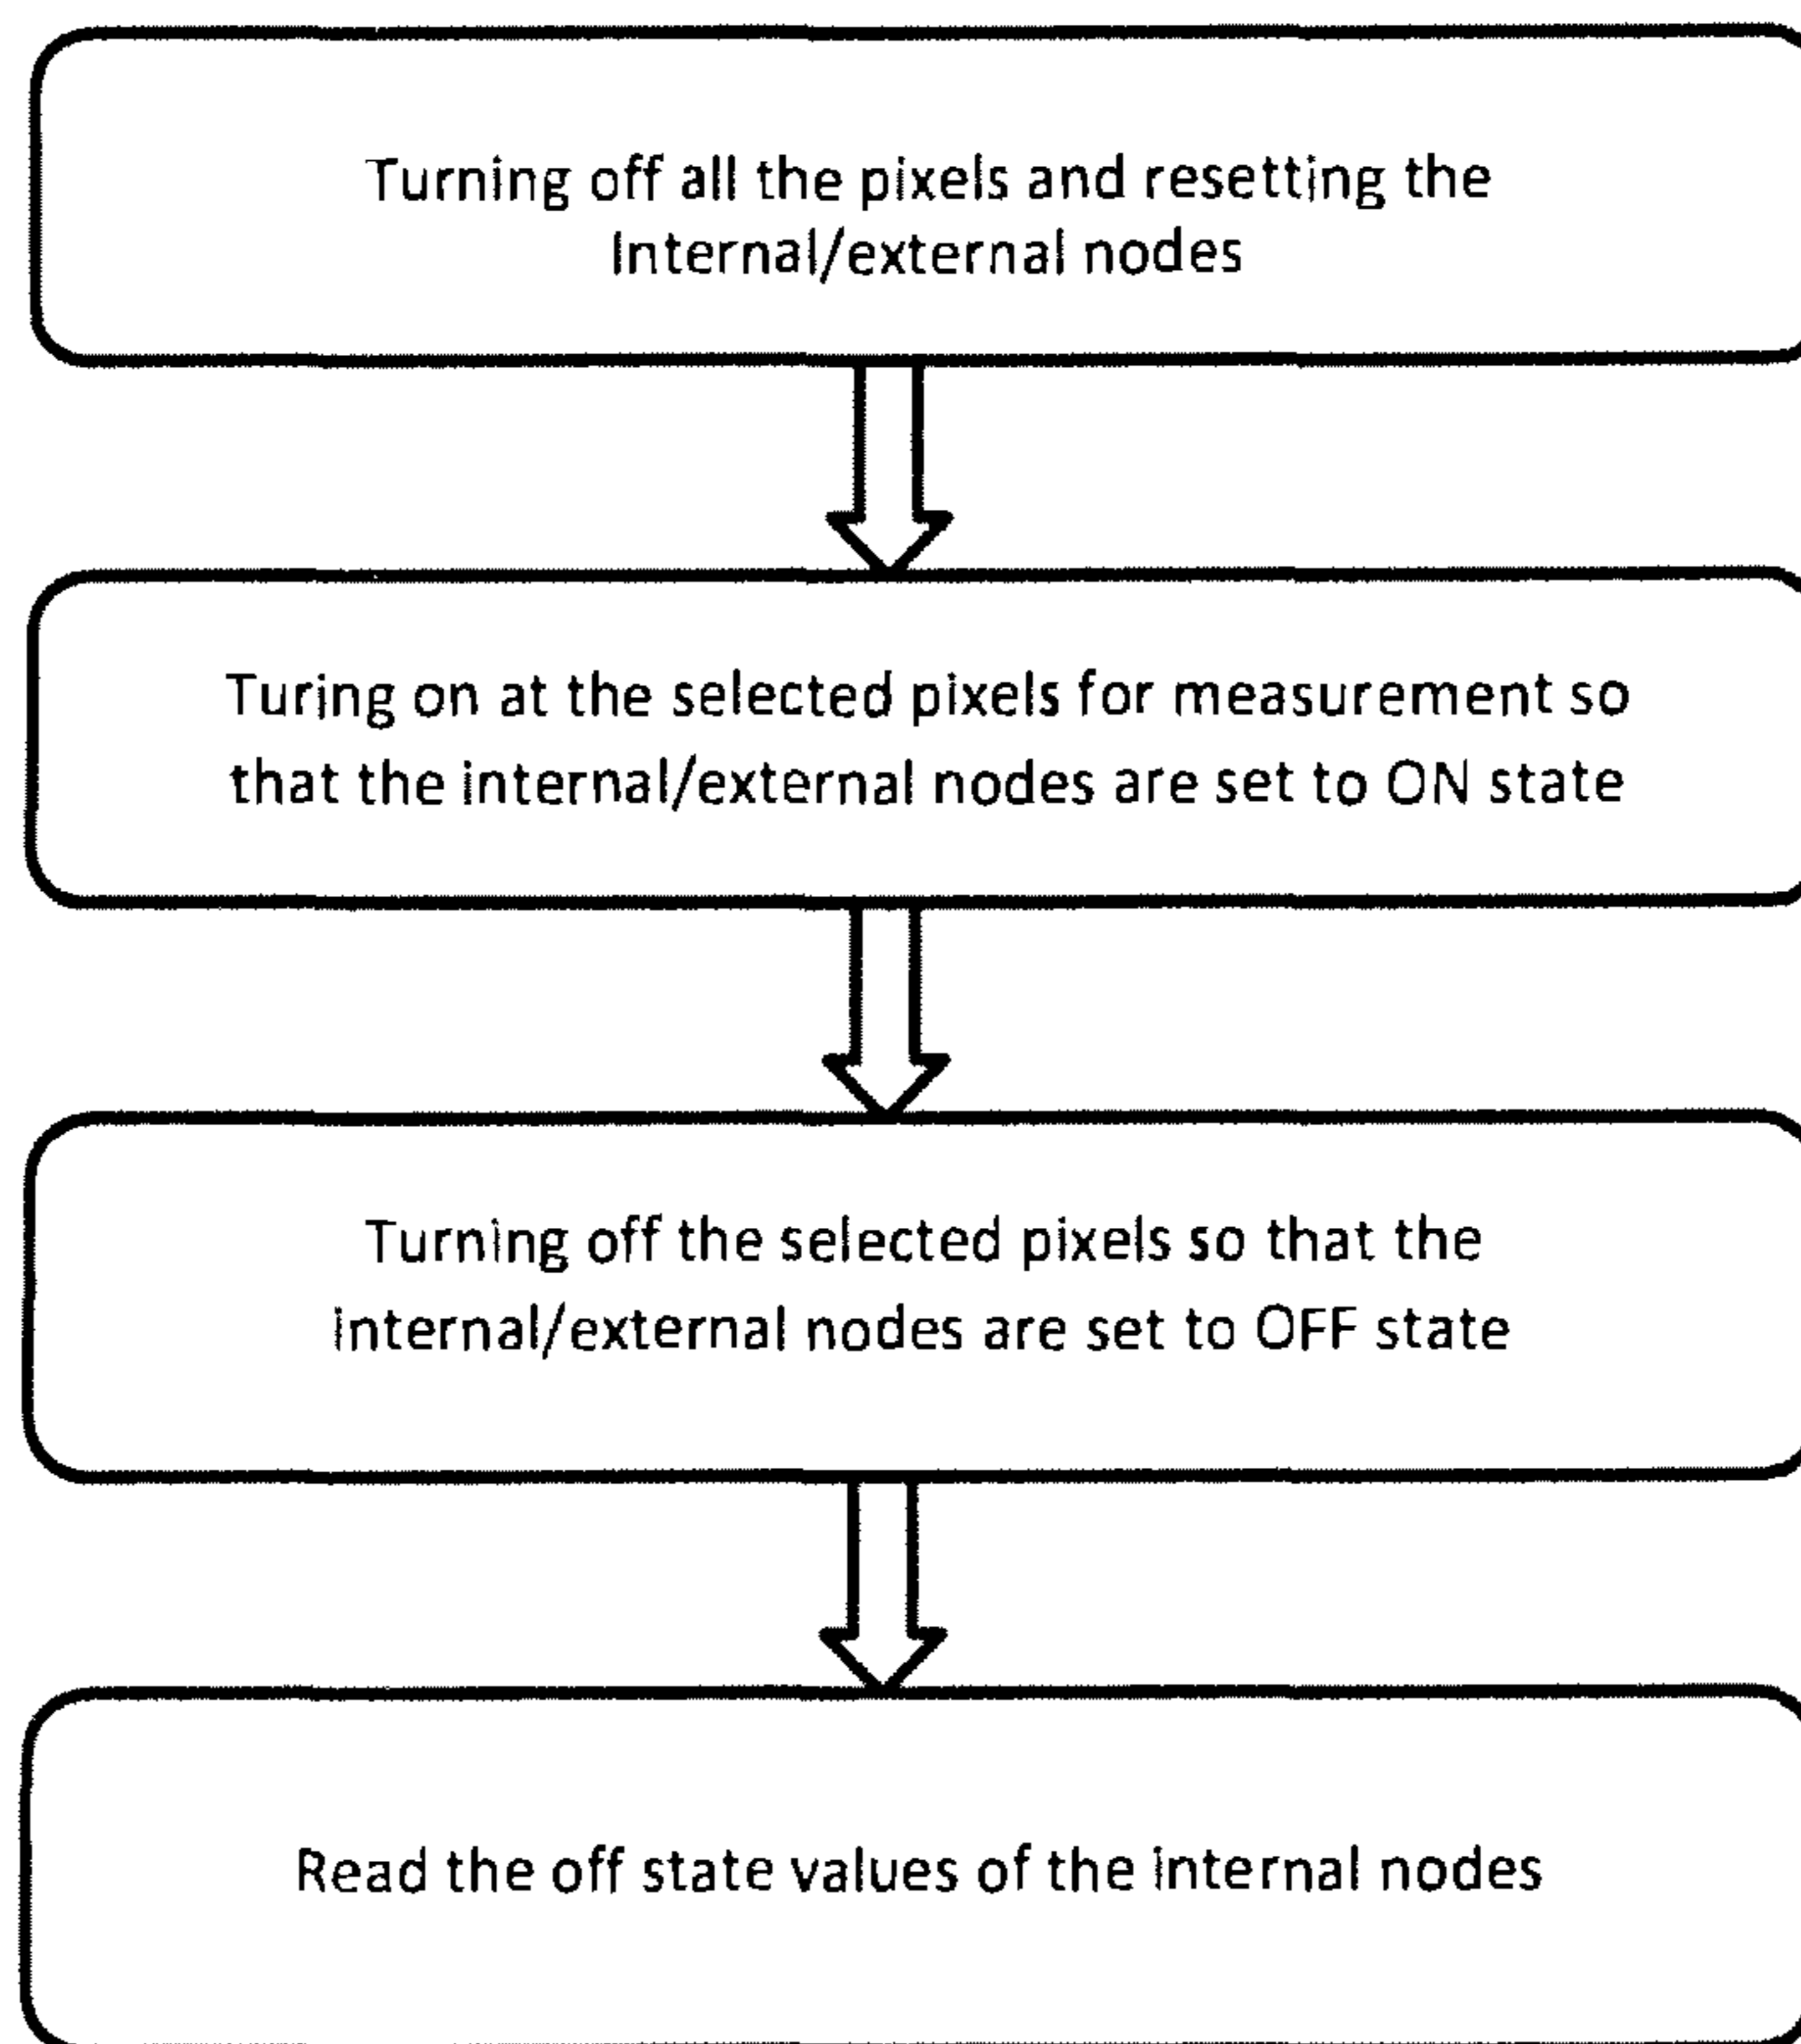 Turning off all the pixels and resetting the
Internal/external nodes
Turing on at the selected pixels for measurement so
that the internal/external nodes are set to ON state
Turning off the selected pixels so that the
internal/external nodes are set to OFF state
Read the off state values of the internal nodes